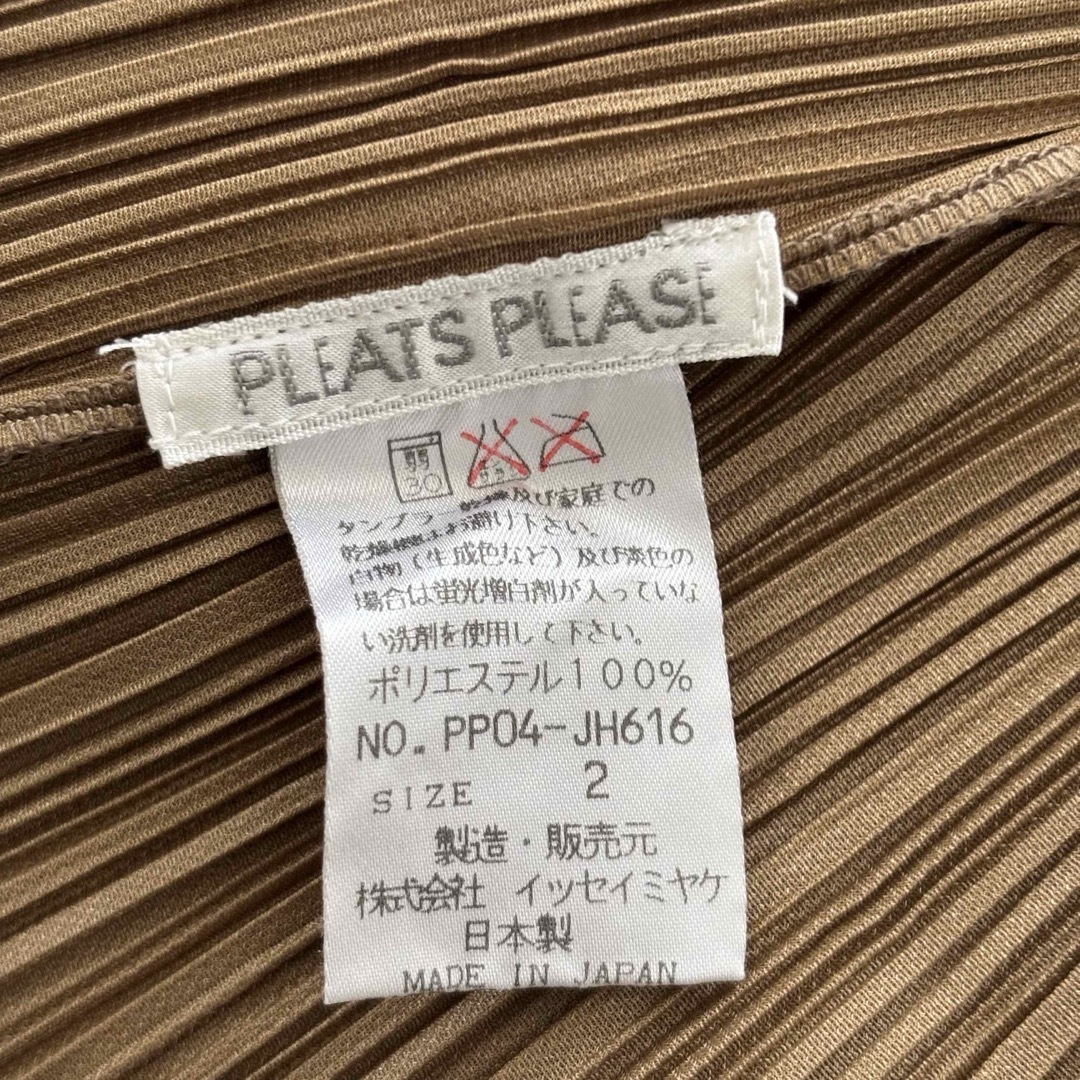 PLEATS PLEASE
弱
30
タンブラー乾燥及び家庭での
乾燥機はお避け下さい。
白物（生成色など）及び淡色の
場合は蛍光増白剤が入っていな
い洗剤を使用して下さい。
ポリエステル100%
NO. PP04-JH616
SIZE 2
製造・販売元
株式会社 イッセイミヤケ
日本製
MADE IN JAPAN